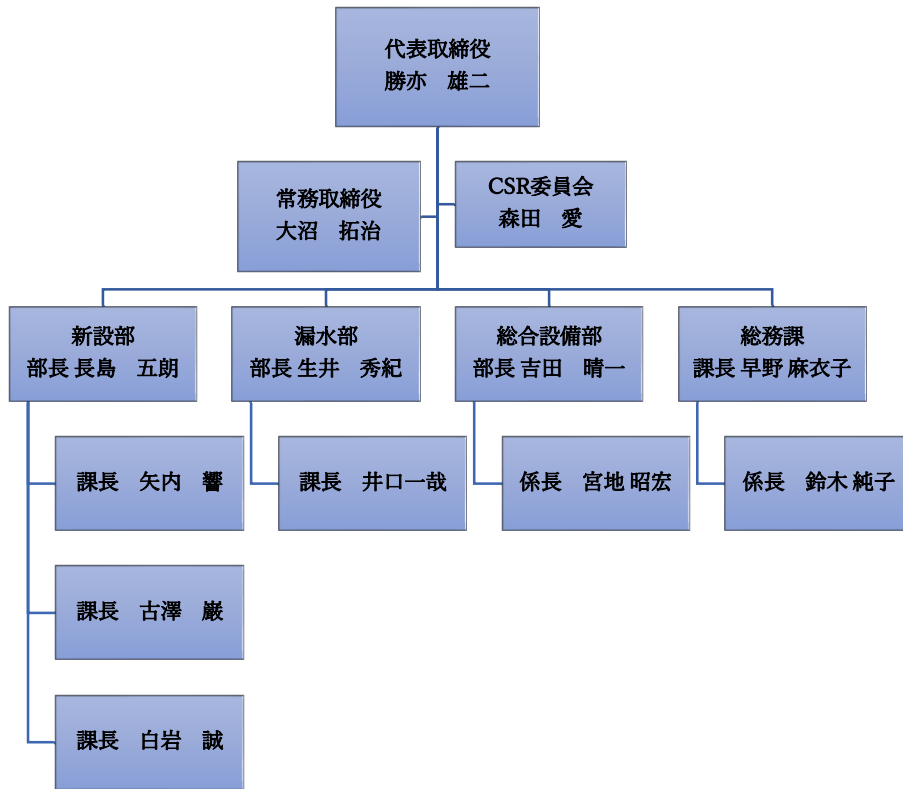 代表取締役
勝亦　雄二
常務取締役
大沼　拓治
CSR委員会
森田　愛
新設部
部長 長島　五朗
漏水部
部長 生井　秀紀
総合設備部
部長 吉田　晴一
総務課
課長 早野 麻衣子
課長　矢内　響
課長　井口一哉
係長　宮地 昭宏
係長　鈴木 純子
課長　古澤　巌
課長　白岩　誠